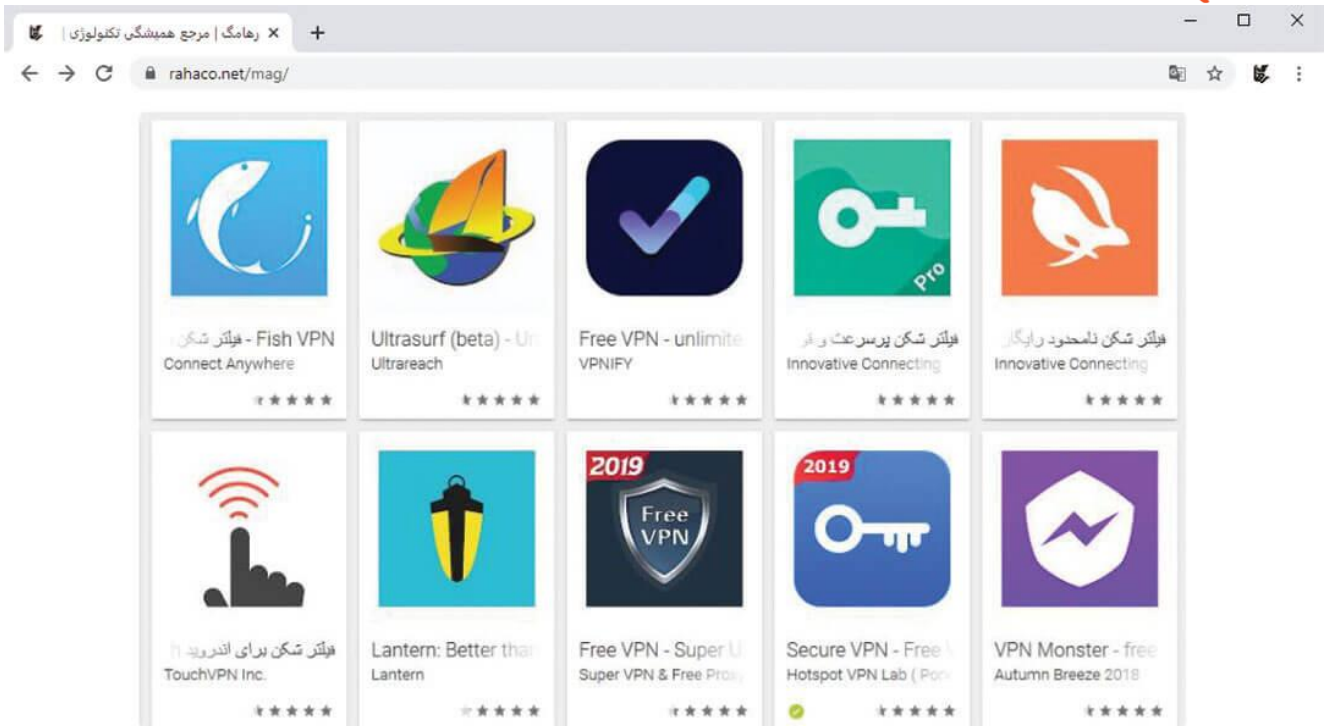 رهامگ | مرجع همیشگی تکنولوژی |
rahaco.net/mag/
Pro
Fish VPN - فیلتر شکن
Connect Anywhere
Ultrasurf (beta) -
Ultrareach
Free VPN - unlimite
VPNIFY
فیلتر شکن پرسرعت و
Innovative Connecting
فیلتر شکن نامحدود رایگان
Innovative Connecting
2019
Free
VPN
2019
فیلتر شکن برای اندروید
TouchVPN Inc.
Lantern: Better than
Lantern
Free VPN - Super
Super VPN & Free Prox
Secure VPN - Free
Hotspot VPN Lab (
VPN Monster - free
Autumn Breeze 2018